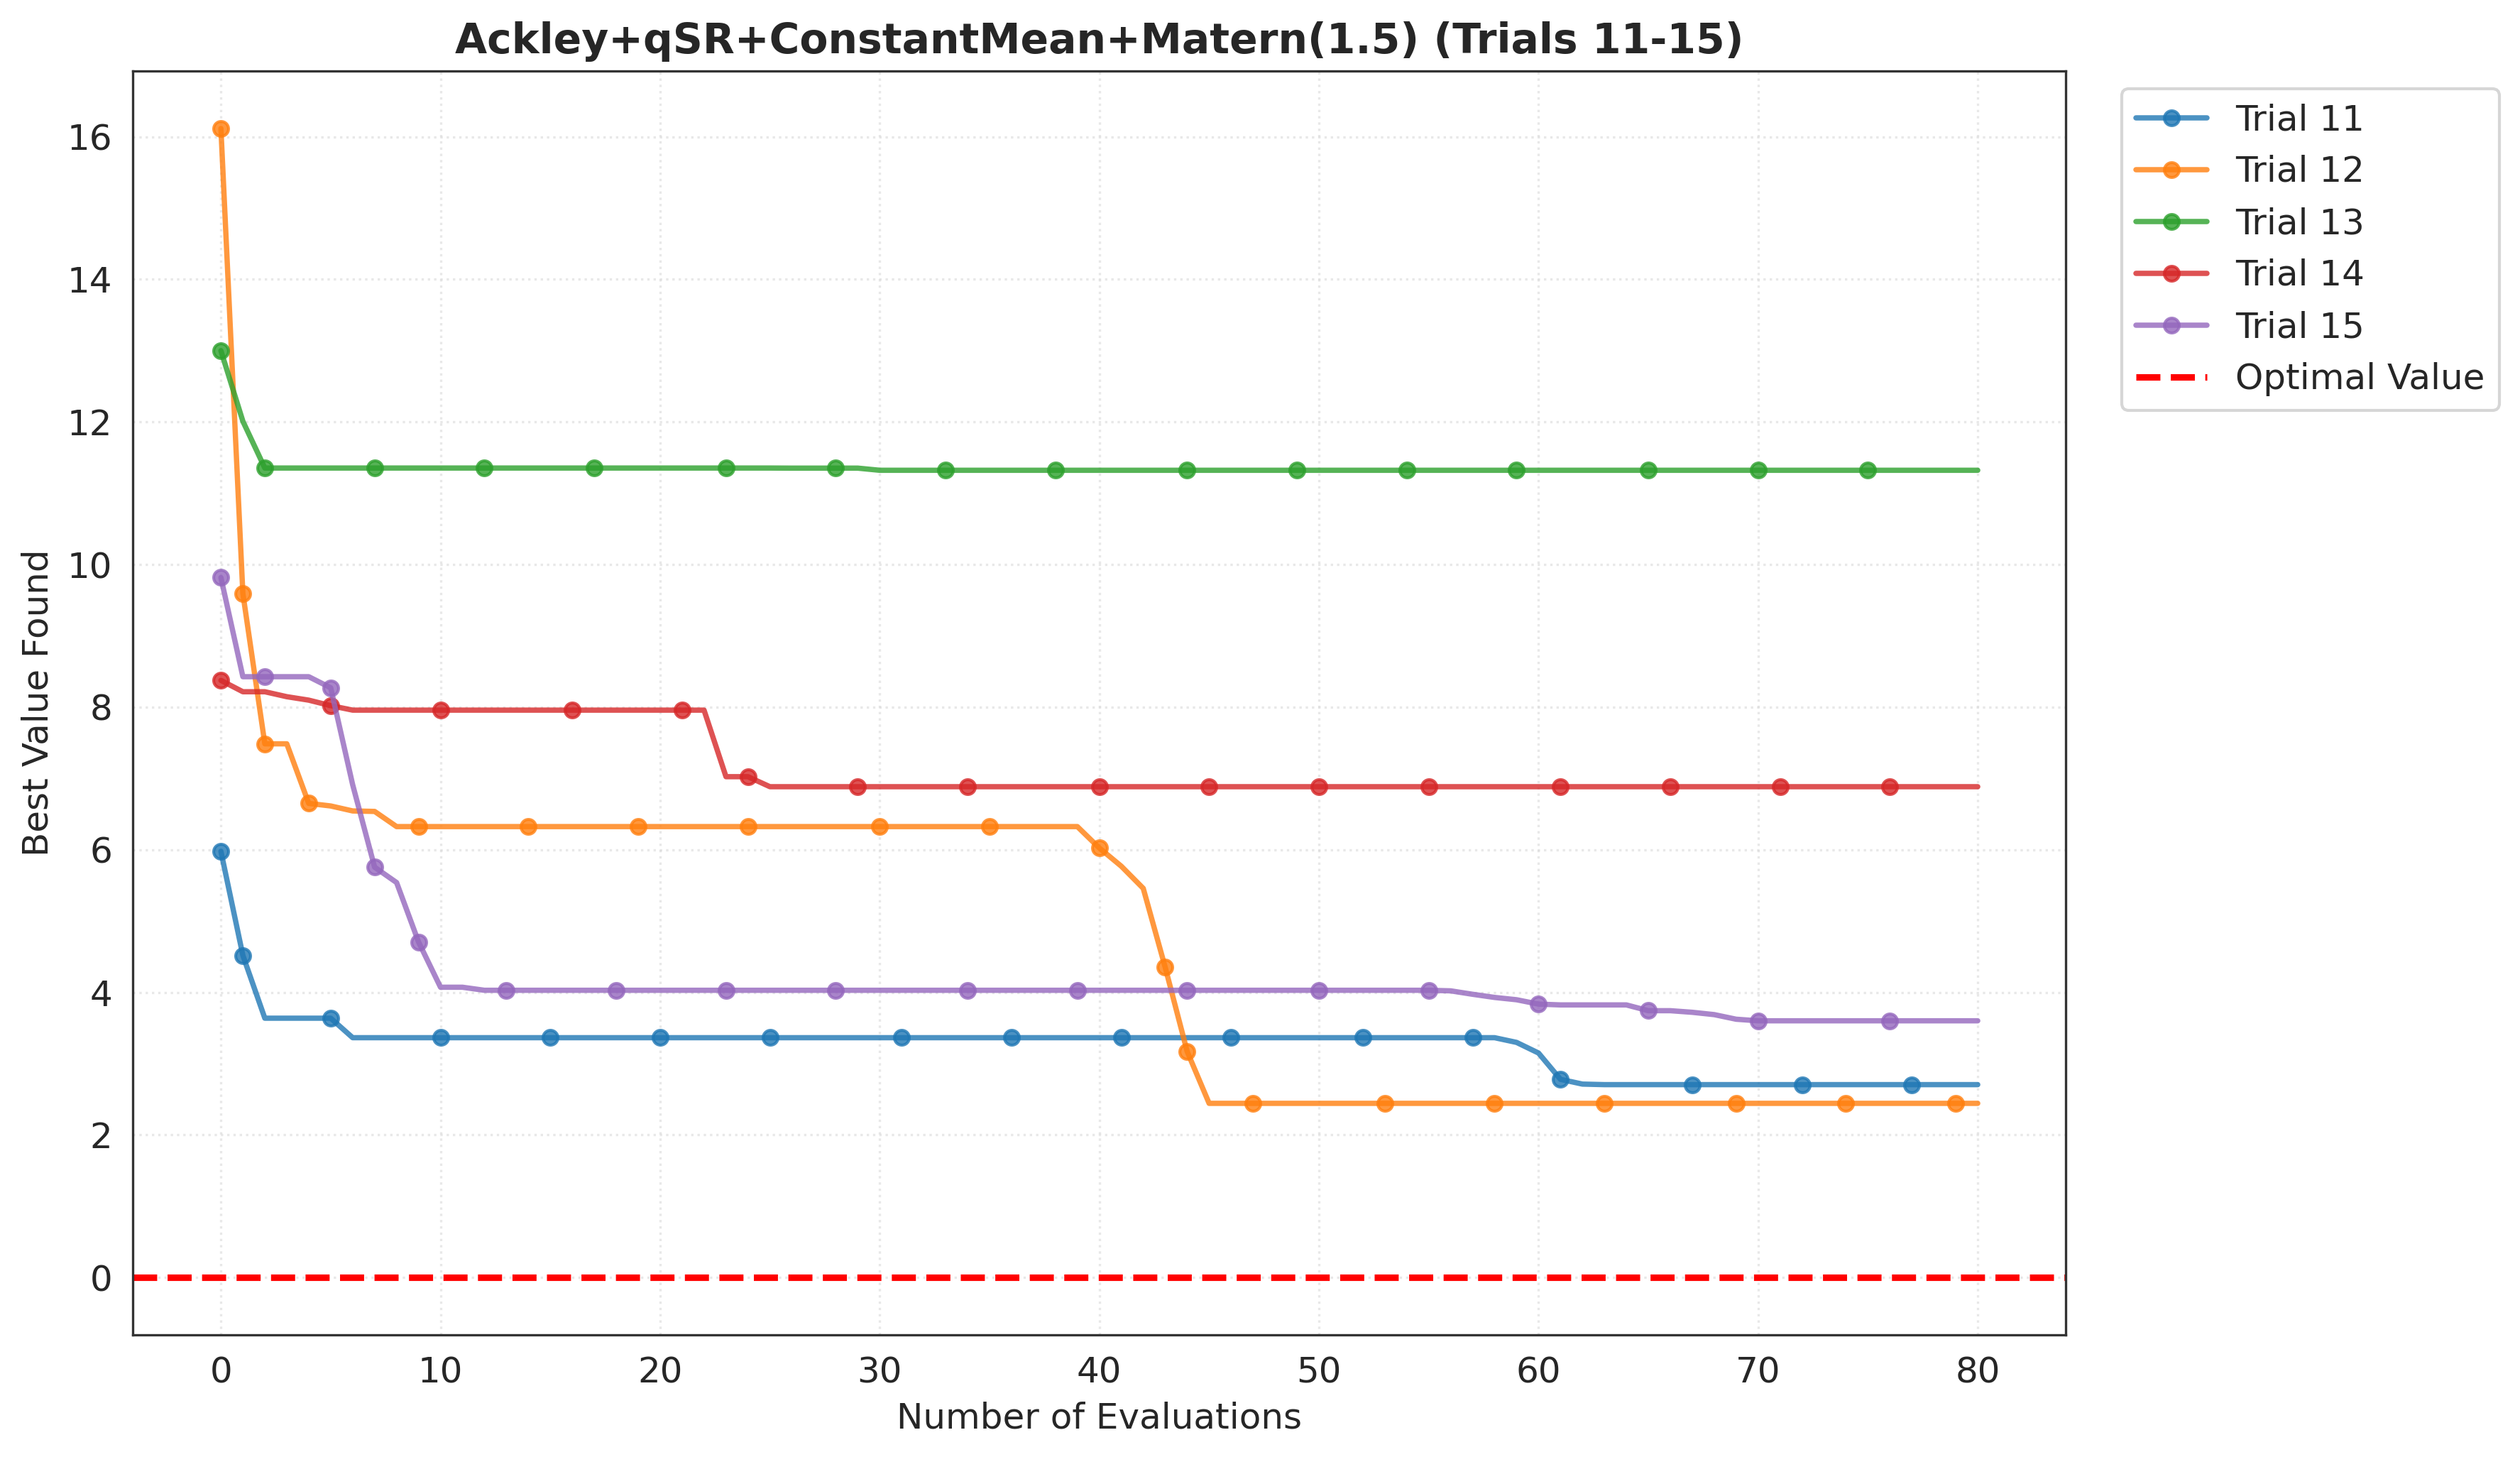 Ackley+qSR+ConstantMean+Matern(1.5) (Trials 11-15)
Trial 11
Trial 12
Trial 13
Trial 14
Trial 15
Optimal Value
Best Value Found
16
14
12
10
8
6
4
2
0
0 10 20 30 40 50 60 70 80
Number of Evaluations